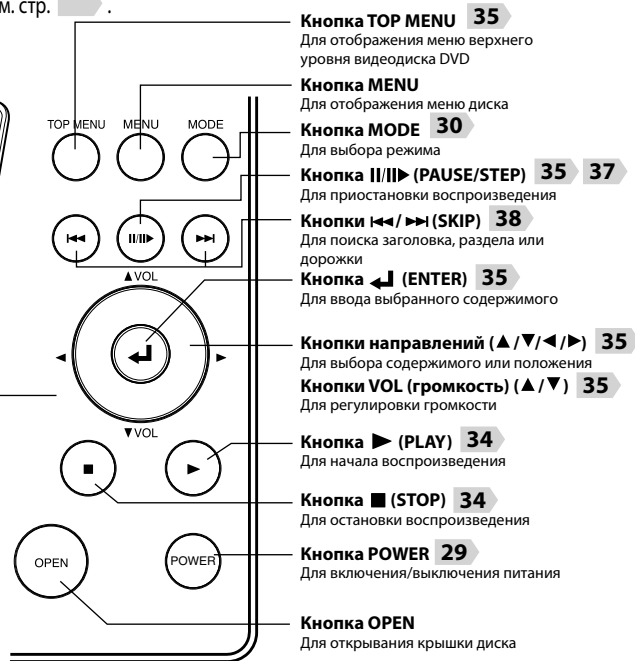 м. стр.        .
Кнопка TOP MENU 35
Для отображения меню верхнего
уровня видеодиска DVD
Кнопка MENU
Для отображения меню диска
Кнопка MODE 30
Для выбора режима
Кнопка II/II▶ (PAUSE/STEP) 35 37
Для приостановки воспроизведения
Кнопки ⏮/⏭ (SKIP) 38
Для поиска заголовка, раздела или
дорожки
Кнопка ↵ (ENTER) 35
Для ввода выбранного содержимого
Кнопки направлений (▲/▼/◀/▶) 35
Для выбора содержимого или положения
Кнопки VOL (громкость) (▲/▼) 35
Для регулировки громкости
Кнопка ▶ (PLAY) 34
Для начала воспроизведения
Кнопка ■ (STOP) 34
Для остановки воспроизведения
Кнопка POWER 29
Для включения/выключения питания
Кнопка OPEN
Для открывания крышки диска
TOP MENU MENU MODE
⏮ II/II▶ ⏭
▲VOL
◀ ↵ ▶
▼VOL
■ ▶
OPEN POWER